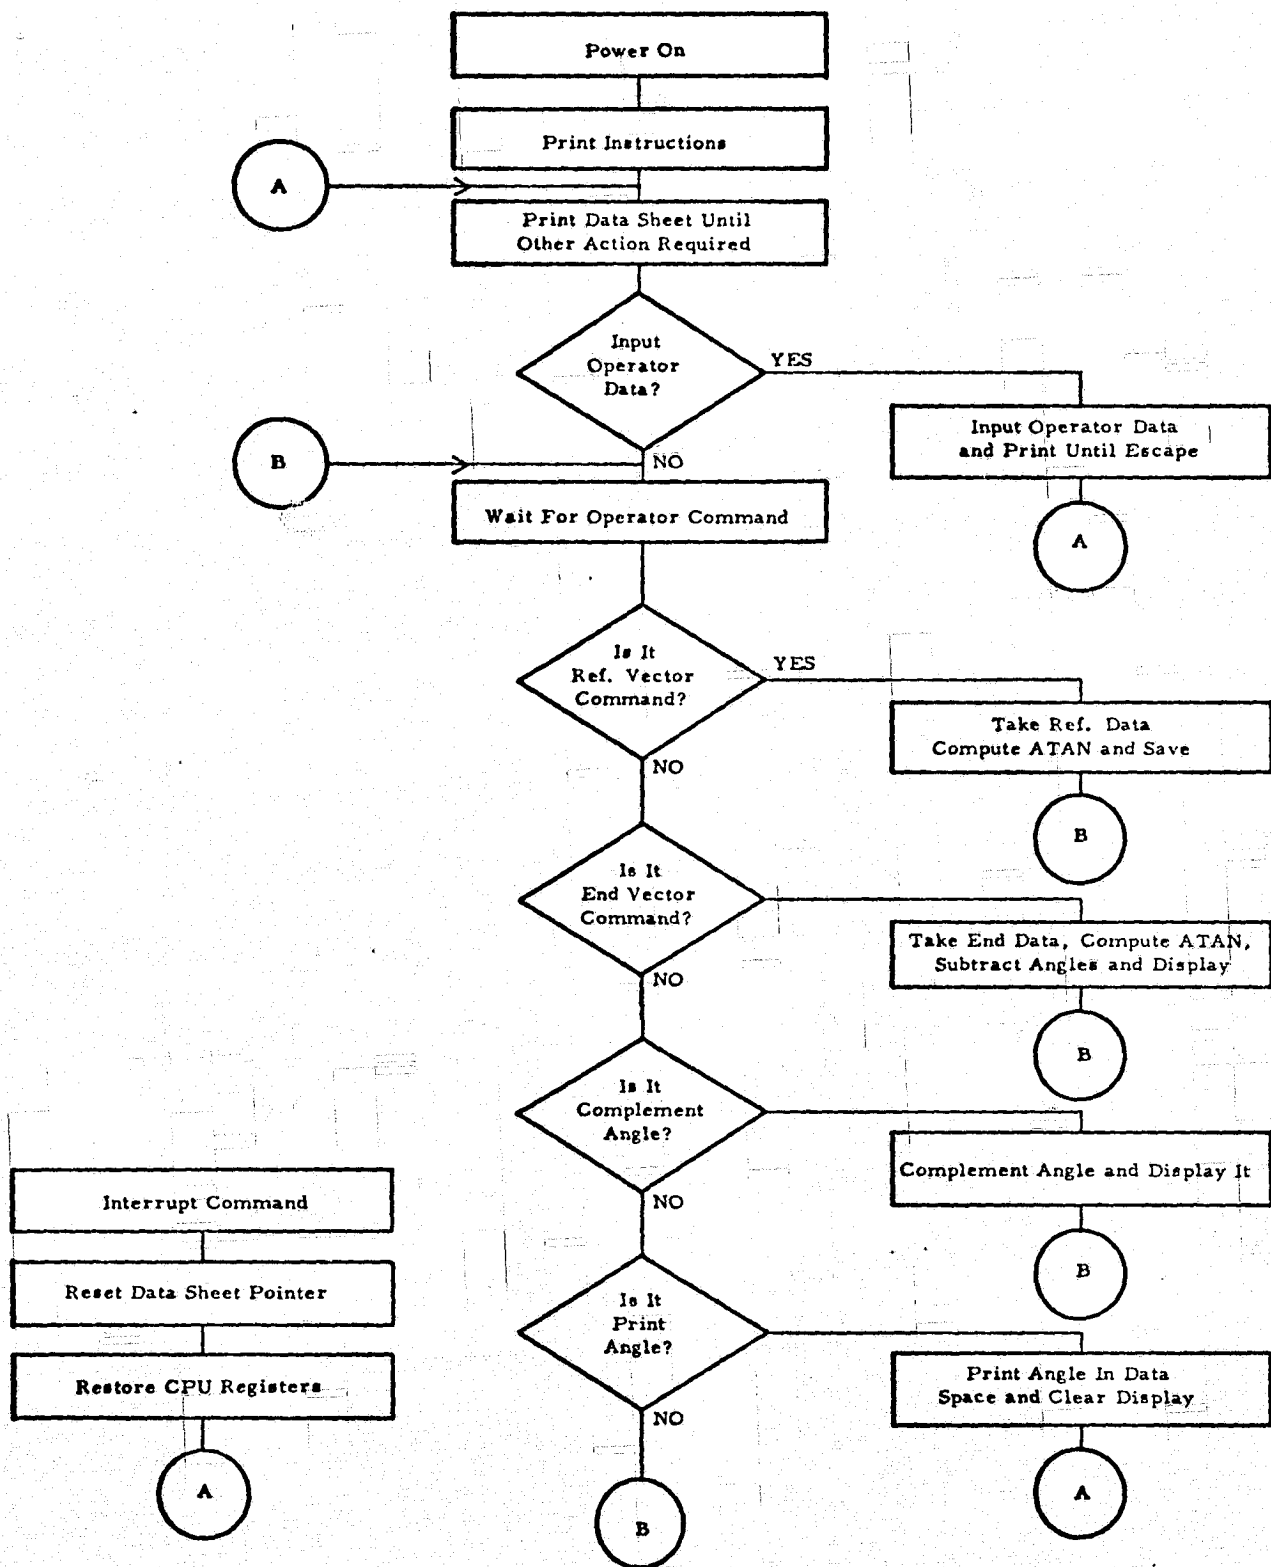 Power On
Print Instructions
A
Print Data Sheet Until
Other Action Required
Input
Operator
Data?
YES
Input Operator Data
and Print Until Escape
A
B
NO
Wait For Operator Command
Is It
Ref. Vector
Command?
YES
Take Ref. Data
Compute ATAN and Save
B
NO
Is It
End Vector
Command?
Take End Data, Compute ATAN,
Subtract Angles and Display
B
NO
Is It
Complement
Angle?
Complement Angle and Display It
B
NO
Is It
Print
Angle?
Print Angle In Data
Space and Clear Display
A
NO
B
Interrupt Command
Reset Data Sheet Pointer
Restore CPU Registers
A